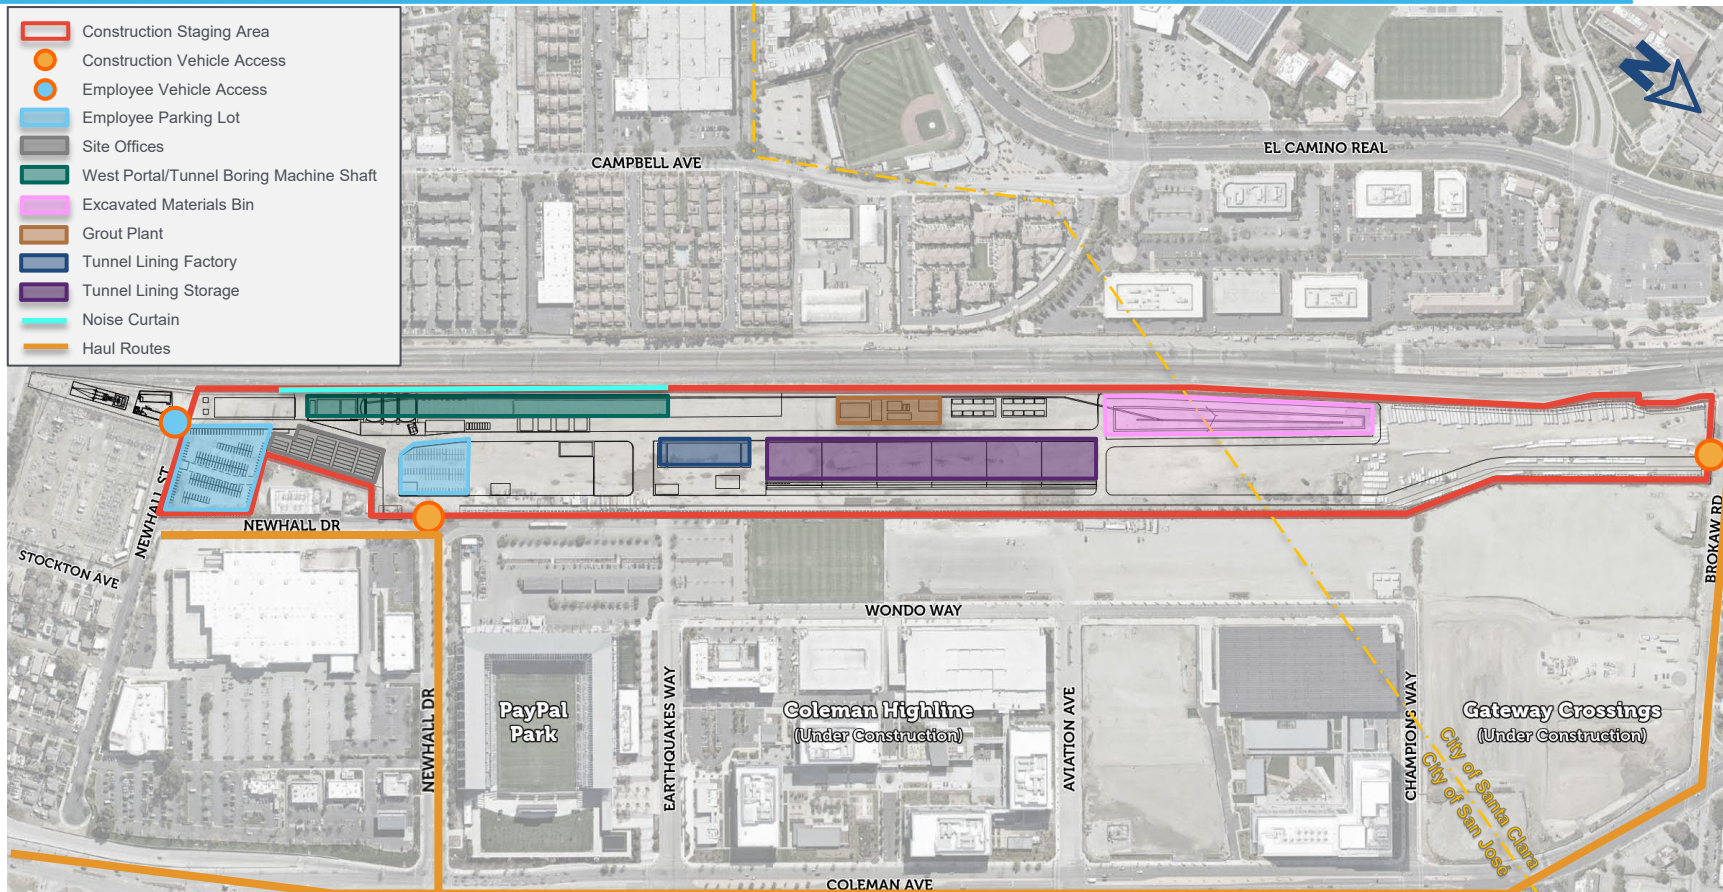 Construction Staging Area
Construction Vehicle Access
Employee Vehicle Access
Employee Parking Lot
Site Offices
West Portal/Tunnel Boring Machine Shaft
Excavated Materials Bin
Grout Plant
Tunnel Lining Factory
Tunnel Lining Storage
Noise Curtain
Haul Routes
N
CAMPBELL AVE
EL CAMINO REAL
NEWHALL ST
STOCKTON AVE
NEWHALL DR
BROKAW RD
WONDO WAY
NEWHALL DR
PayPal
Park
EARTHQUAKES WAY
Coleman Highline
(Under Construction)
AVIATION AVE
CHAMPIONS WAY
Gateway Crossings
(Under Construction)
City of Santa Clara
City of San José
COLEMAN AVE